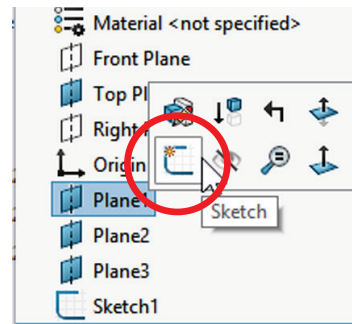 Material <not specified>
Front Plane
Top Pl
Right
Origin
Plane1
Sketch
Plane2
Plane3
Sketch1